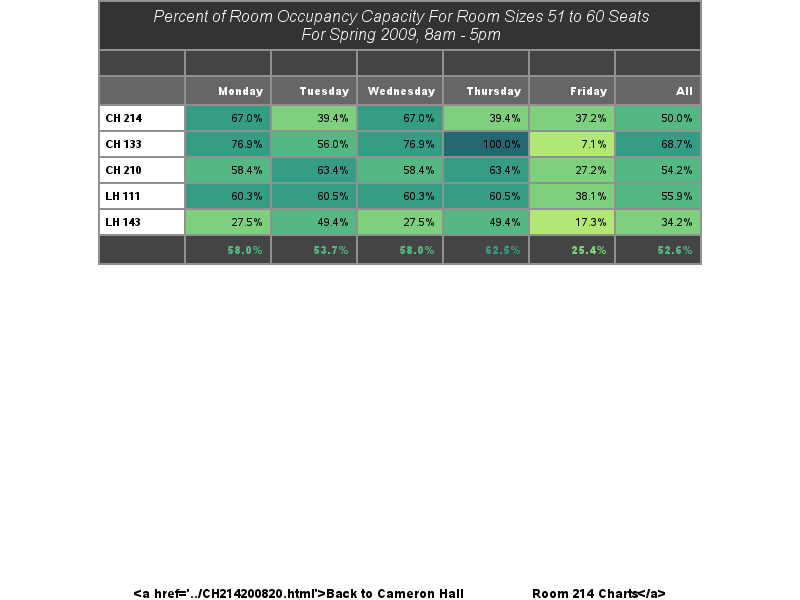 Percent of Room Occupancy Capacity For Room Sizes 51 to 60 Seats
For Spring 2009, 8am - 5pm
Monday Tuesday Wednesday Thursday Friday All
CH 214 67.0% 39.4% 67.0% 39.4% 37.2% 50.0%
CH 133 76.9% 56.0% 76.9% 100.0% 7.1% 68.7%
CH 210 58.4% 63.4% 58.4% 63.4% 27.2% 54.2%
LH 111 60.3% 60.5% 60.3% 60.5% 38.1% 55.9%
LH 143 27.5% 49.4% 27.5% 49.4% 17.3% 34.2%
58.0% 53.7% 58.0% 62.5% 25.4% 52.6%
<a href='../CH214200820.html'>Back to Cameron Hall Room 214 Charts</a>